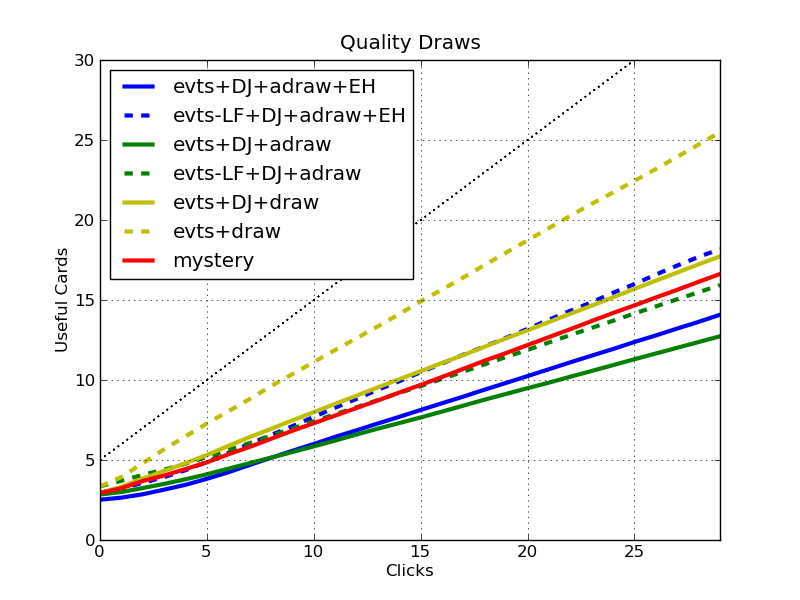 Quality Draws
30
25
20
15
10
5
0
Useful Cards
evts+DJ+adraw+EH
evts-LF+DJ+adraw+EH
evts+DJ+adraw
evts-LF+DJ+adraw
evts+DJ+draw
evts+draw
mystery
0 5 10 15 20 25
Clicks